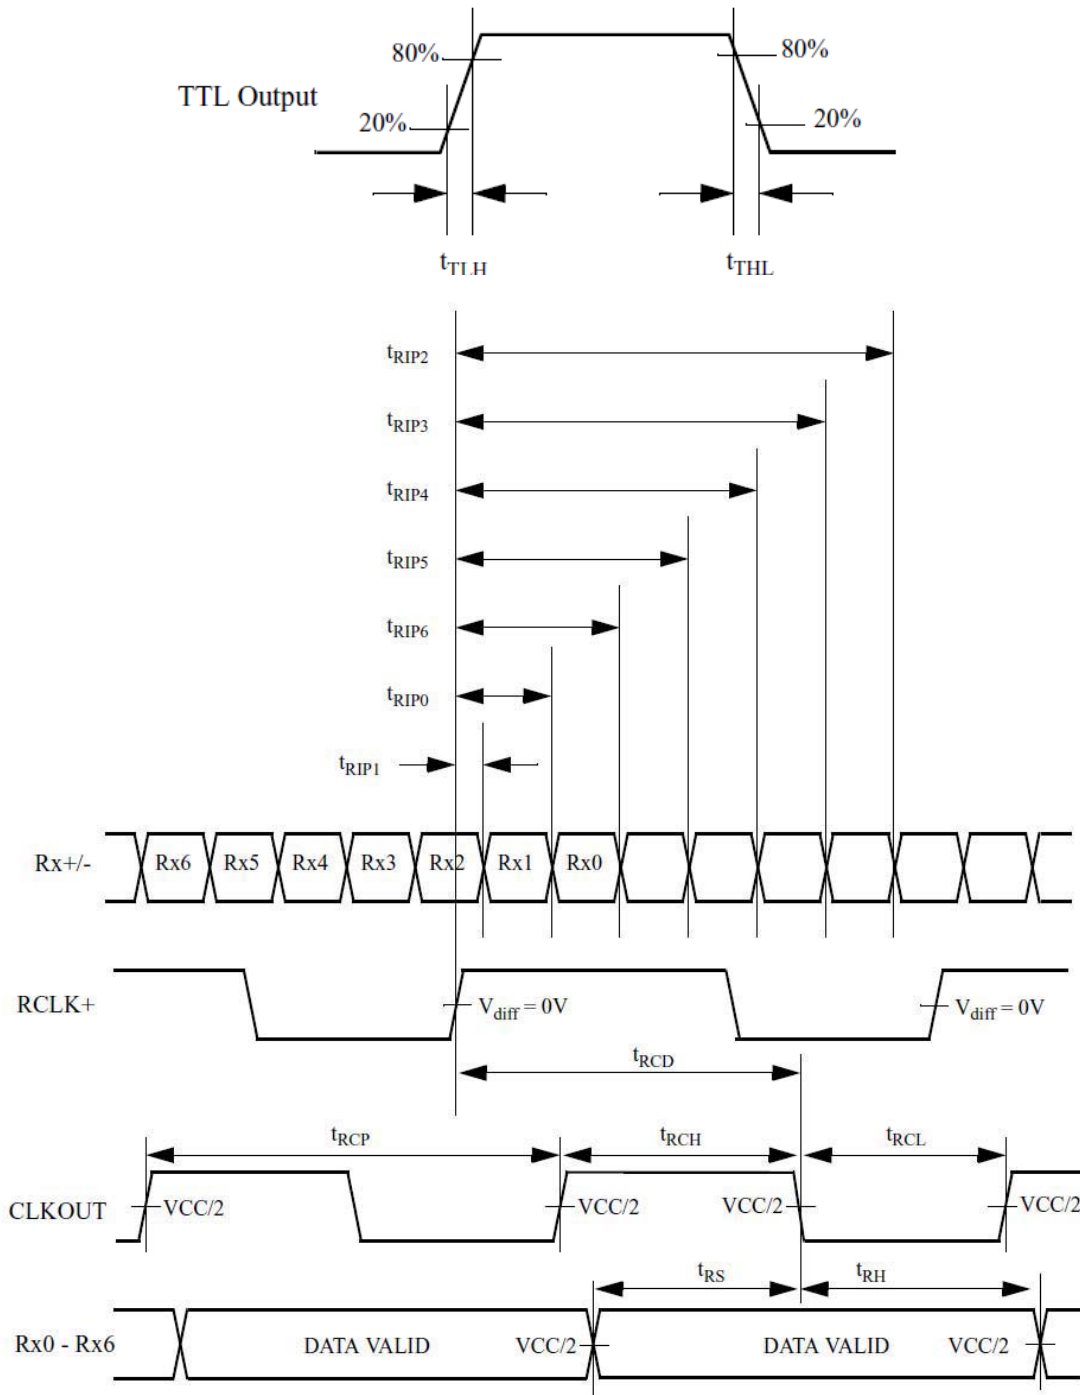 80%
80%
TTL Output
20%
20%
tTLH
tTHL
tRIP2
tRIP3
tRIP4
tRIP5
tRIP6
tRIP0
tRIP1
Rx+/-
Rx6 Rx5 Rx4 Rx3 Rx2 Rx1 Rx0
RCLK+
Vdiff = 0V
Vdiff = 0V
tRCD
tRCP
tRCH
tRCL
CLKOUT
VCC/2
VCC/2
VCC/2
VCC/2
tRS
tRH
Rx0 - Rx6
DATA VALID
VCC/2
DATA VALID
VCC/2